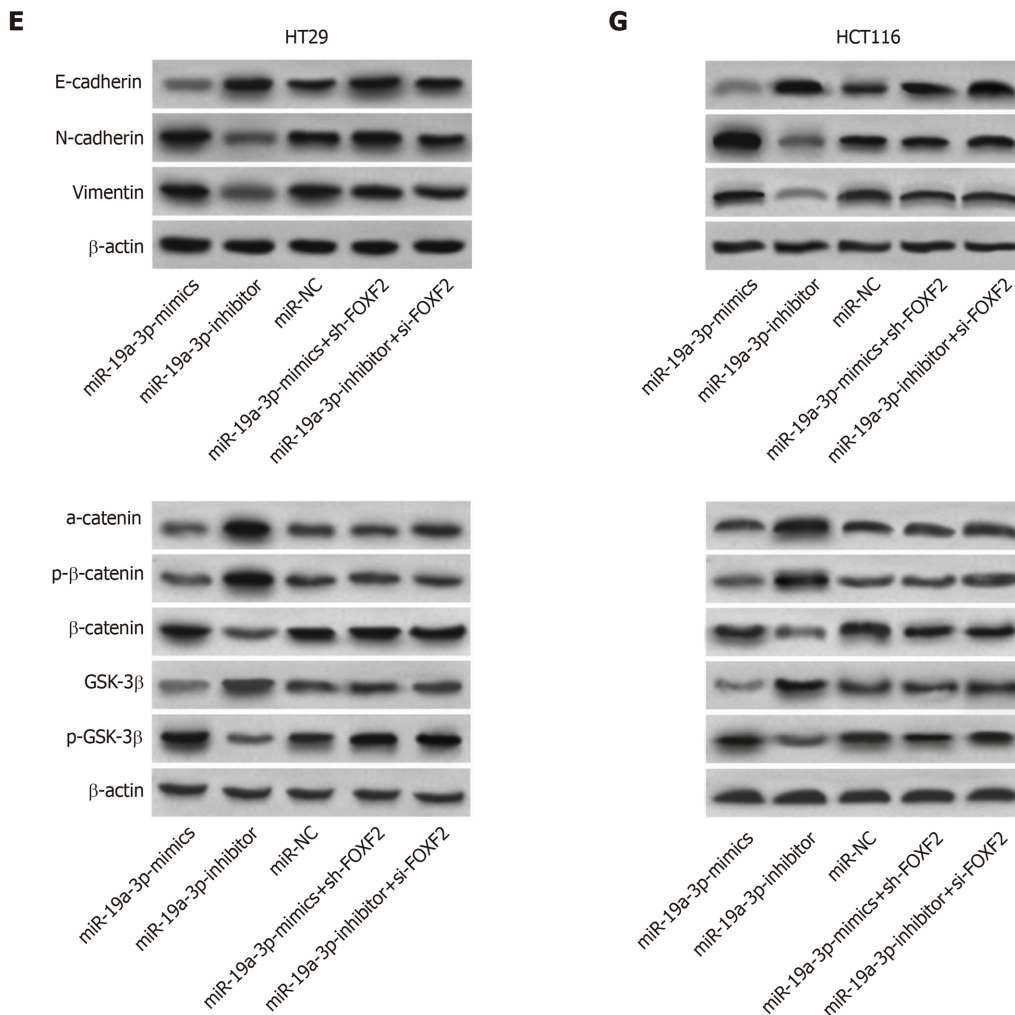 E
HT29
E-cadherin
N-cadherin
Vimentin
β-actin
miR-19a-3p-mimics
miR-19a-3p-inhibitor
miR-NC
miR-19a-3p-mimics+sh-FOXF2
miR-19a-3p-inhibitor+si-FOXF2
a-catenin
p-β-catenin
β-catenin
GSK-3β
p-GSK-3β
β-actin
miR-19a-3p-mimics
miR-19a-3p-inhibitor
miR-NC
miR-19a-3p-mimics+sh-FOXF2
miR-19a-3p-inhibitor+si-FOXF2
G
HCT116
miR-19a-3p-mimics
miR-19a-3p-inhibitor
miR-NC
miR-19a-3p-mimics+sh-FOXF2
miR-19a-3p-inhibitor+si-FOXF2
miR-19a-3p-mimics
miR-19a-3p-inhibitor
miR-NC
miR-19a-3p-mimics+sh-FOXF2
miR-19a-3p-inhibitor+si-FOXF2